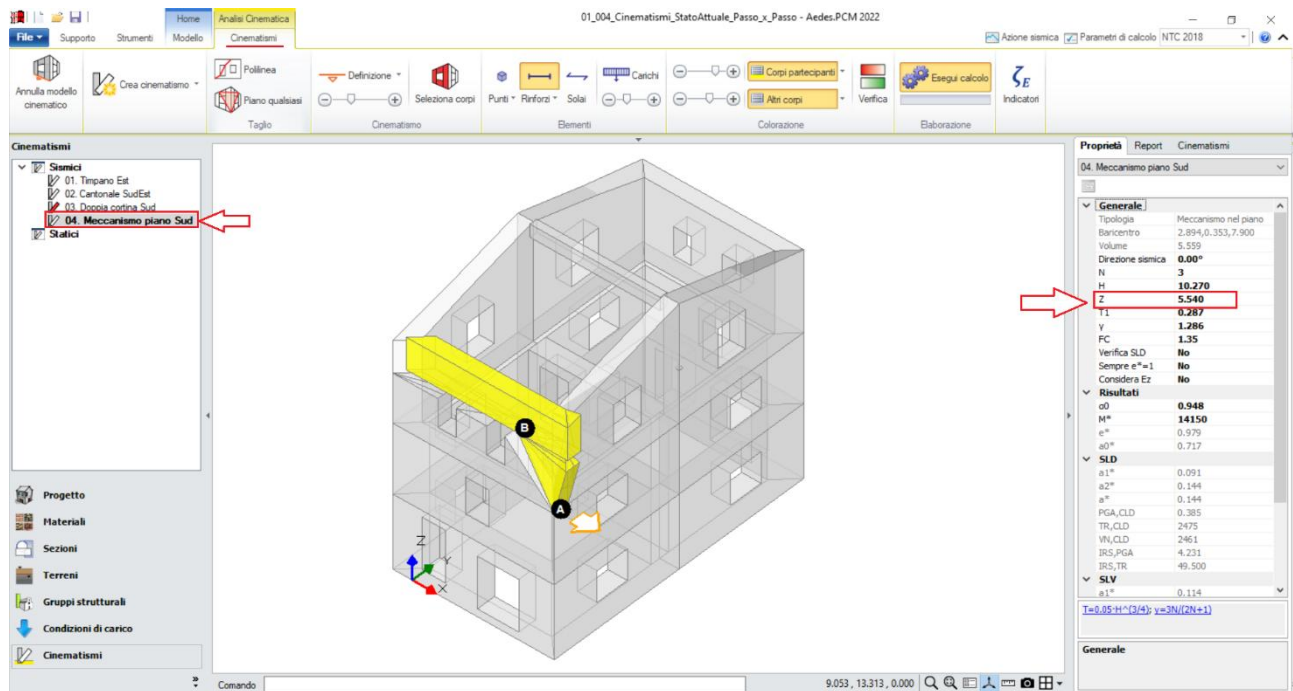 01_004_Cinematismi_StatoAttuale_Passo_x_Passo - Aedes.PCM 2022
Home
Analisi Cinematica
File
Supporto
Strumenti
Modello
Cinematismi
Azione sismica
Parametri di calcolo
NTC 2018
Annulla modello cinematico
Crea cinematismo
Polilinea
Piano qualsiasi
Taglio
Definizione
Seleziona corpi
Cinematismo
Punti
Rinforzi
Solai
Carichi
Elementi
Corpi partecipanti
Altri corpi
Verifica
Colorazione
Esegui calcolo
Elaborazione
ζE
Indicatori
Cinematismi
Sismici
01. Timpano Est
02. Cantonale SudEst
03. Doppia cortina Sud
04. Meccanismo piano Sud
Statici
Progetto
Materiali
Sezioni
Terreni
Gruppi strutturali
Condizioni di carico
Cinematismi
B
A
Z
Y
X
Comando
9.053 , 13.313 , 0.000
Proprietà Report Cinematismi
04. Meccanismo piano Sud
Generale
Tipologia Meccanismo nel piano
Baricentro 2.894,0.353,7.900
Volume 5.559
Direzione sismica 0.00°
N 3
H 10.270
Z 5.540
T1 0.287
γ 1.286
FC 1.35
Verifica SLD No
Sempre e*=1 No
Considera Ez No
Risultati
α0 0.948
M* 14150
e* 0.979
a0* 0.717
SLD
a1* 0.091
a2* 0.144
a* 0.144
PGA,CLD 0.385
TR,CLD 2475
VN,CLD 2461
IRS,PGA 4.231
IRS,TR 49.500
SLV
a1* 0.114
T=0.05·H^(3/4); γ=3N/(2N+1)
Generale